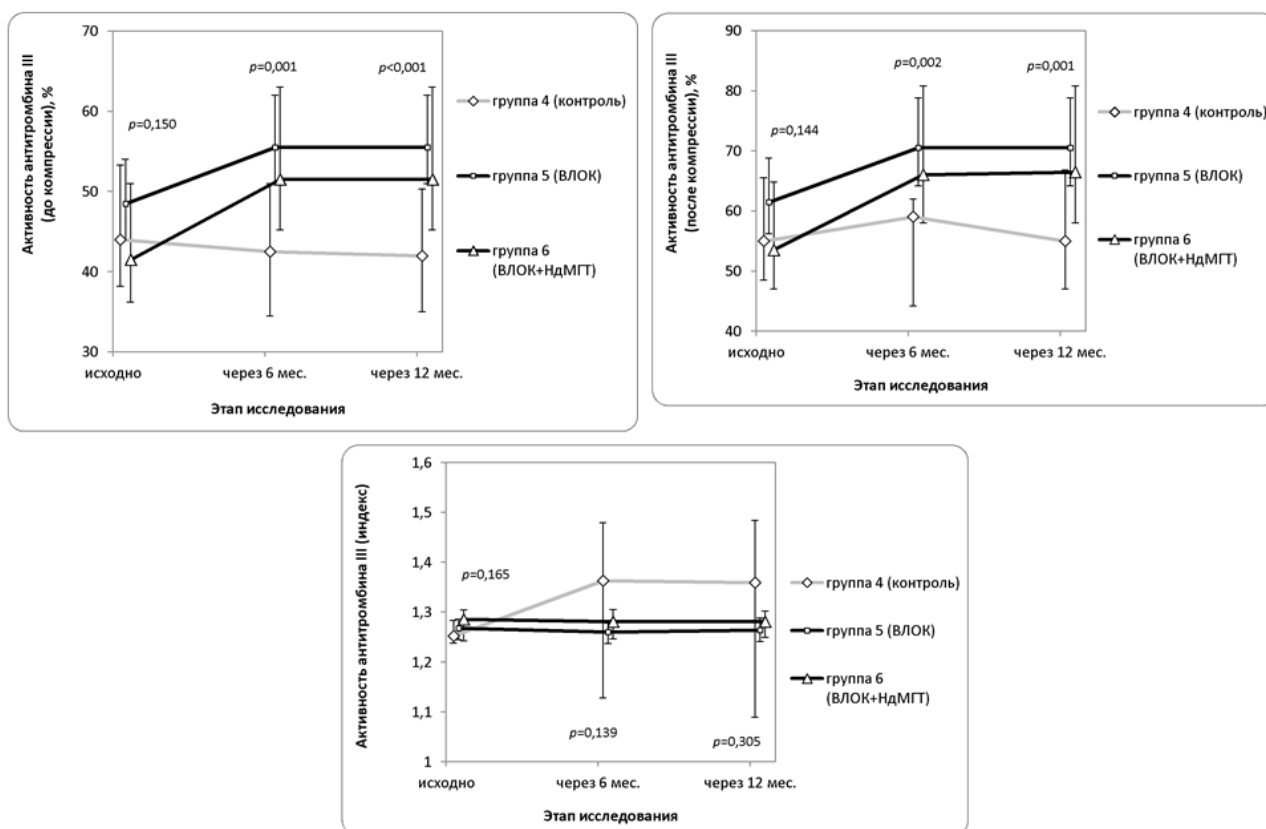 Активность антитромбина III
(до компрессии), %
70
60
50
40
30
p=0,150
p=0,001
p<0,001
исходно
через 6 мес.
через 12 мес.
Этап исследования
группа 4 (контроль)
группа 5 (ВЛОК)
группа 6
(ВЛОК+НдМГТ)
Активность антитромбина III
(после компрессии), %
90
80
70
60
50
40
p=0,144
p=0,002
p=0,001
исходно
через 6 мес.
через 12 мес.
Этап исследования
группа 4 (контроль)
группа 5 (ВЛОК)
группа 6
(ВЛОК+НдМГТ)
Активность антитромбина III (индекс)
1,6
1,5
1,4
1,3
1,2
1,1
1
p=0,165
p=0,139
p=0,305
исходно
через 6 мес.
через 12 мес.
Этап исследования
группа 4 (контроль)
группа 5 (ВЛОК)
группа 6
(ВЛОК+НдМГТ)